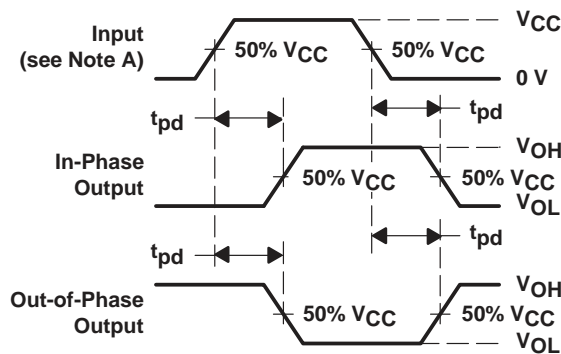 Input
(see Note A)
50% VCC
50% VCC
VCC
0 V
tpd
tpd
In-Phase
Output
50% VCC
VOH
50% VCC
VOL
tpd
tpd
Out-of-Phase
Output
50% VCC
VOH
50% VCC
VOL